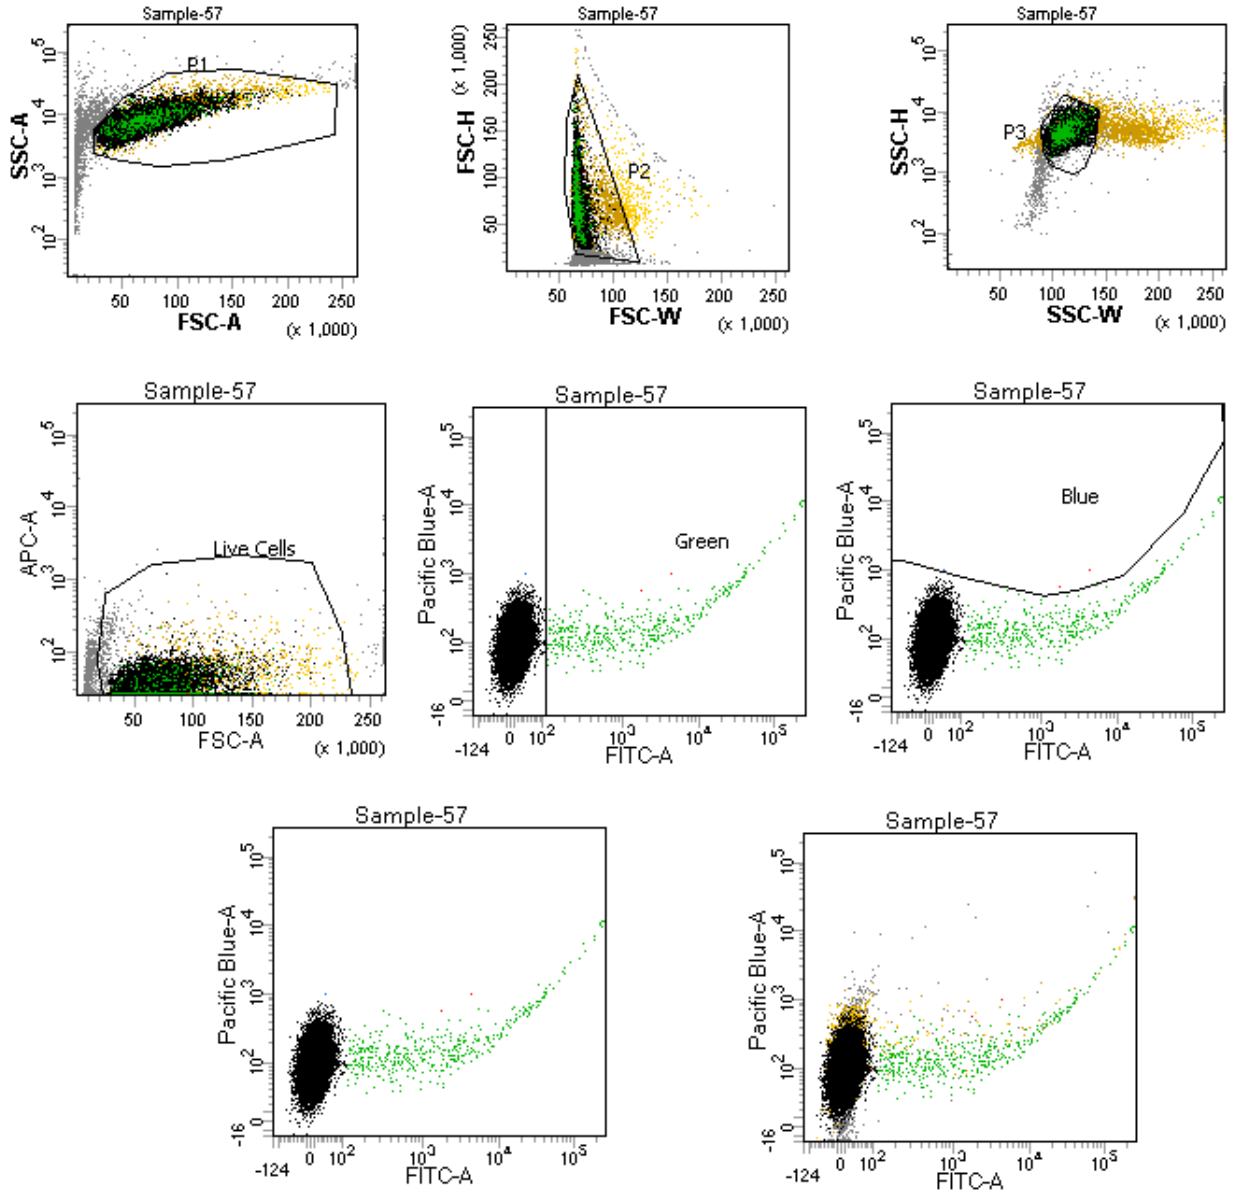 Sample-57
SSC-A
10^5
10^4
10^3
10^2
P1
50 100 150 200 250
FSC-A
(x 1,000)
Sample-57
FSC-H
(x 1,000)
250
200
150
100
50
P2
50 100 150 200 250
FSC-W
(x 1,000)
Sample-57
SSC-H
10^5
10^4
10^3
10^2
P3
50 100 150 200 250
SSC-W
(x 1,000)
Sample-57
APC-A
10^5
10^4
10^3
10^2
Live Cells
50 100 150 200 250
FSC-A
(x 1,000)
Sample-57
Pacific Blue-A
10^5
10^4
10^3
10^2
0
-16
Green
-124 0 10^2 10^3 10^4 10^5
FITC-A
Sample-57
Pacific Blue-A
10^5
10^4
10^3
10^2
0
-16
Blue
-124 0 10^2 10^3 10^4 10^5
FITC-A
Sample-57
Pacific Blue-A
10^5
10^4
10^3
10^2
0
-16
-124 0 10^2 10^3 10^4 10^5
FITC-A
Sample-57
Pacific Blue-A
10^5
10^4
10^3
10^2
0
-16
-124 0 10^2 10^3 10^4 10^5
FITC-A